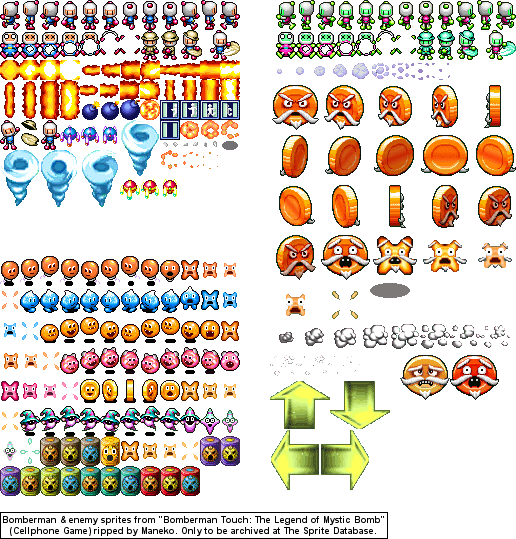 Bomberman & enemy sprites from "Bomberman Touch: The Legend of Mystic Bomb"
(Cellphone Game) ripped by Maneko. Only to be archived at The Sprite Database.